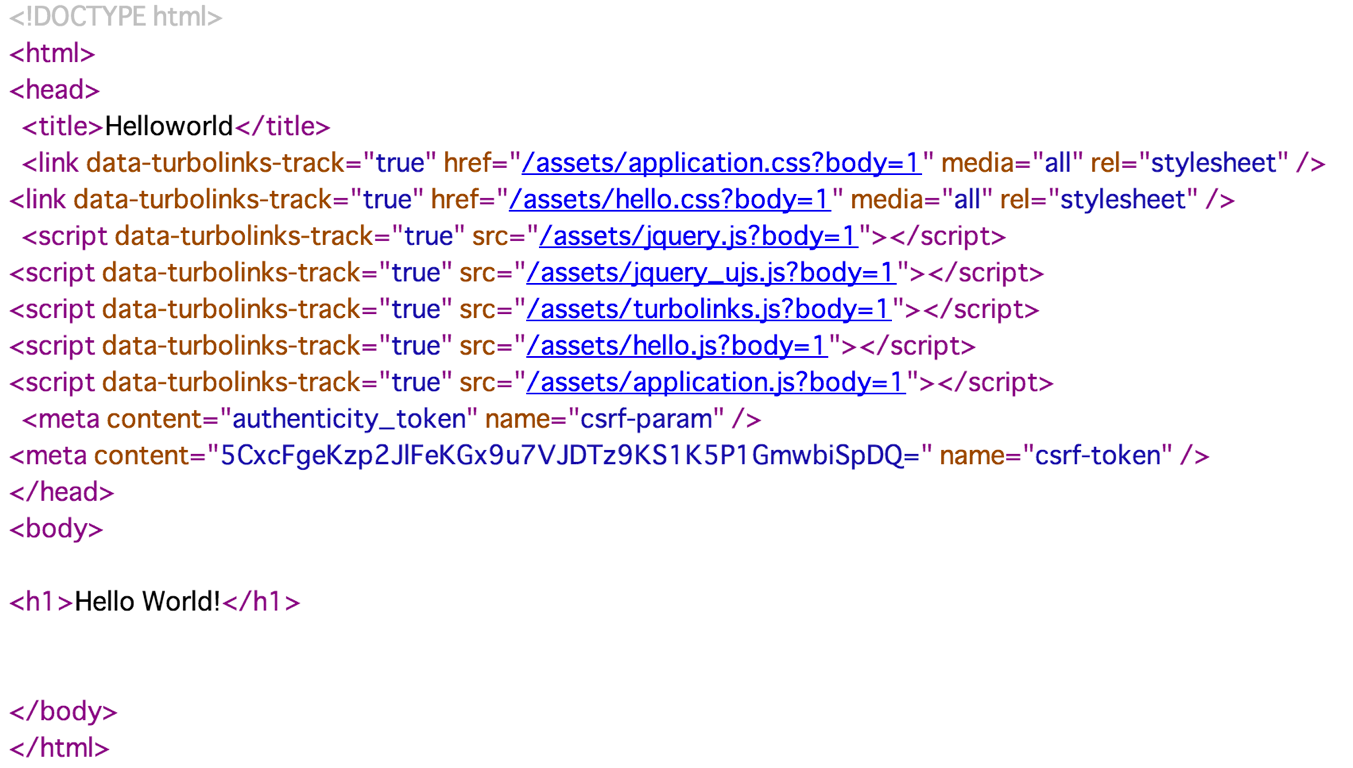 <!DOCTYPE html>
<html>
<head>
<title>Helloworld</title>
<link data-turbolinks-track="true" href="/assets/application.css?body=1" media="all" rel="stylesheet" />
<link data-turbolinks-track="true" href="/assets/hello.css?body=1" media="all" rel="stylesheet" />
<script data-turbolinks-track="true" src="/assets/jquery.js?body=1"></script>
<script data-turbolinks-track="true" src="/assets/jquery_ujs.js?body=1"></script>
<script data-turbolinks-track="true" src="/assets/turbolinks.js?body=1"></script>
<script data-turbolinks-track="true" src="/assets/hello.js?body=1"></script>
<script data-turbolinks-track="true" src="/assets/application.js?body=1"></script>
<meta content="authenticity_token" name="csrf-param" />
<meta content="5CxcFgeKzp2JlFeKGx9u7VJDTz9KS1K5P1GmwbiSpDQ=" name="csrf-token" />
</head>
<body>
<h1>Hello World!</h1>
</body>
</html>